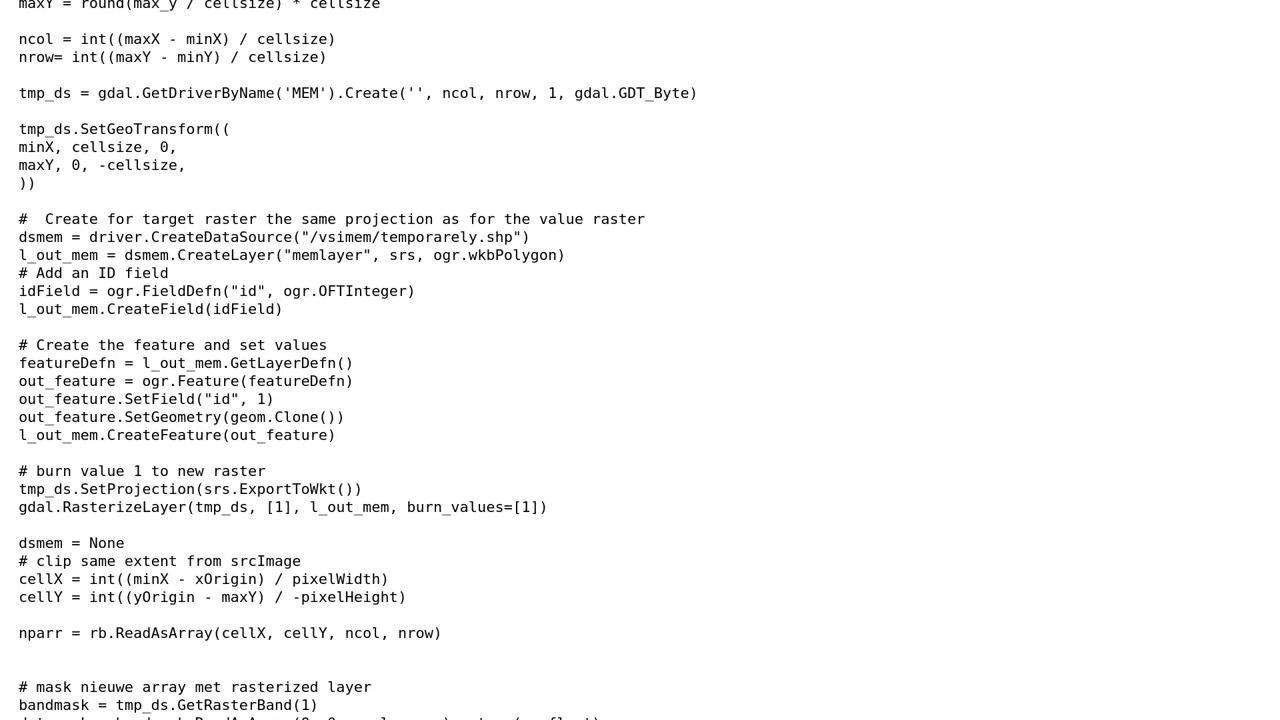 maxY = round(max_y / cellsize) * cellsize
ncol = int((maxX - minX) / cellsize)
nrow= int((maxY - minY) / cellsize)
tmp_ds = gdal.GetDriverByName('MEM').Create('', ncol, nrow, 1, gdal.GDT_Byte)
tmp_ds.SetGeoTransform((
minX, cellsize, 0,
maxY, 0, -cellsize,
))
#  Create for target raster the same projection as for the value raster
dsmem = driver.CreateDataSource("/vsimem/temporarely.shp")
l_out_mem = dsmem.CreateLayer("memlayer", srs, ogr.wkbPolygon)
# Add an ID field
idField = ogr.FieldDefn("id", ogr.OFTInteger)
l_out_mem.CreateField(idField)
# Create the feature and set values
featureDefn = l_out_mem.GetLayerDefn()
out_feature = ogr.Feature(featureDefn)
out_feature.SetField("id", 1)
out_feature.SetGeometry(geom.Clone())
l_out_mem.CreateFeature(out_feature)
# burn value 1 to new raster
tmp_ds.SetProjection(srs.ExportToWkt())
gdal.RasterizeLayer(tmp_ds, [1], l_out_mem, burn_values=[1])
dsmem = None
# clip same extent from srcImage
cellX = int((minX - xOrigin) / pixelWidth)
cellY = int((yOrigin - maxY) / -pixelHeight)
nparr = rb.ReadAsArray(cellX, cellY, ncol, nrow)
# mask nieuwe array met rasterized layer
bandmask = tmp_ds.GetRasterBand(1)